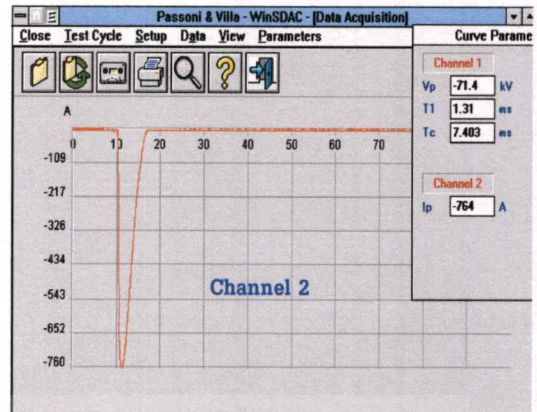 Passoni & Villa - WinSDAC - [Data Acquisition]
Close Test Cycle Setup Data View Parameters
Curve Parame
Channel 1
Vp -71.4 kV
T1 1.31 ms
Tc 7.403 ms
Channel 2
Ip -764 A
A
0 10 20 30 40 50 60 70
-109
-217
-326
-434
-543
-652
-760
Channel 2